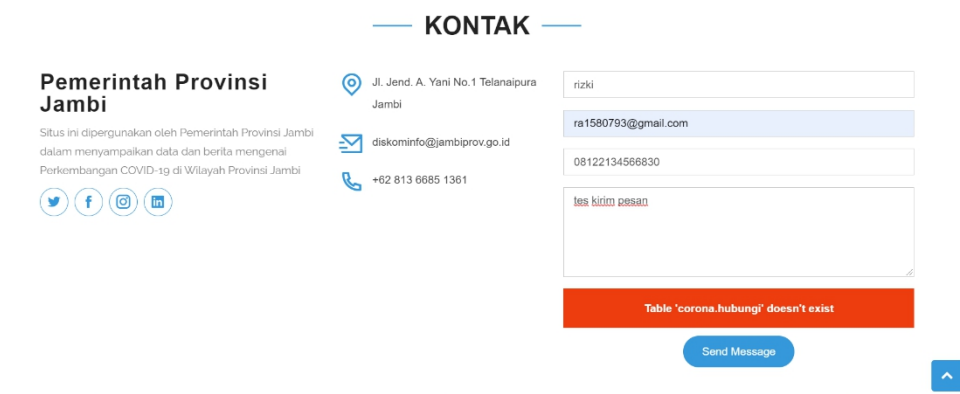 KONTAK
Pemerintah Provinsi
Jambi
Situs ini dipergunakan oleh Pemerintah Provinsi Jambi
dalam menyampaikan data dan berita mengenai
Perkembangan COVID-19 di Wilayah Provinsi Jambi
Jl. Jend. A. Yani No.1 Telanaipura
Jambi
diskominfo@jambiprov.go.id
+62 813 6685 1361
rizki
ra1580793@gmail.com
08122134566830
tes kirim pesan
Table 'corona.hubungi' doesn't exist
Send Message